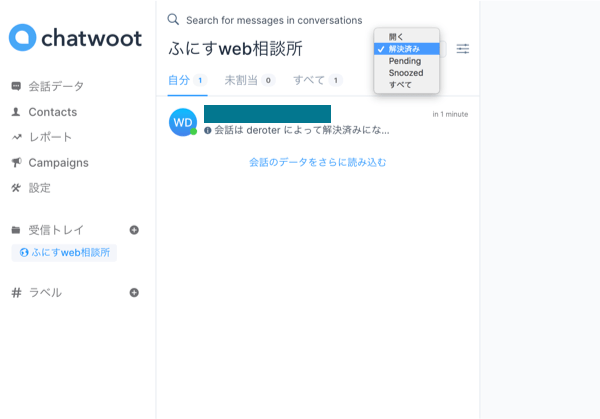 chatwoot
会話データ
Contacts
レポート
Campaigns
設定
受信トレイ
ふにすweb相談所
ラベル
Search for messages in conversations
ふにすweb相談所
開く
解決済み
Pending
Snoozed
すべて
自分 1
未割当 0
すべて 1
WD
in 1 minute
会話は deroter によって解決済みにな...
会話のデータをさらに読み込む